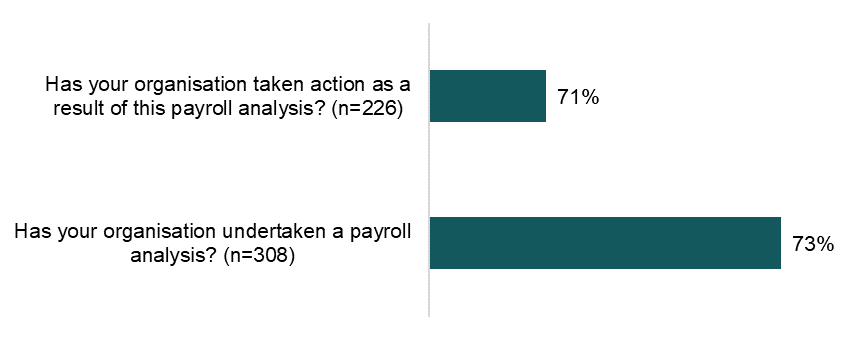 Has your organisation taken action as a
result of this payroll analysis? (n=226)
71%
Has your organisation undertaken a payroll
analysis? (n=308)
73%